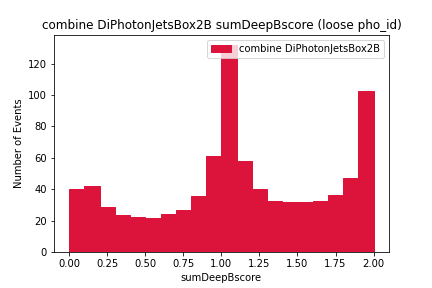 combine DiPhotonJetsBox2B sumDeepBscore (loose pho_id)
combine DiPhotonJetsBox2B
Number of Events
120
100
80
60
40
20
0
0.00 0.25 0.50 0.75 1.00 1.25 1.50 1.75 2.00
sumDeepBscore